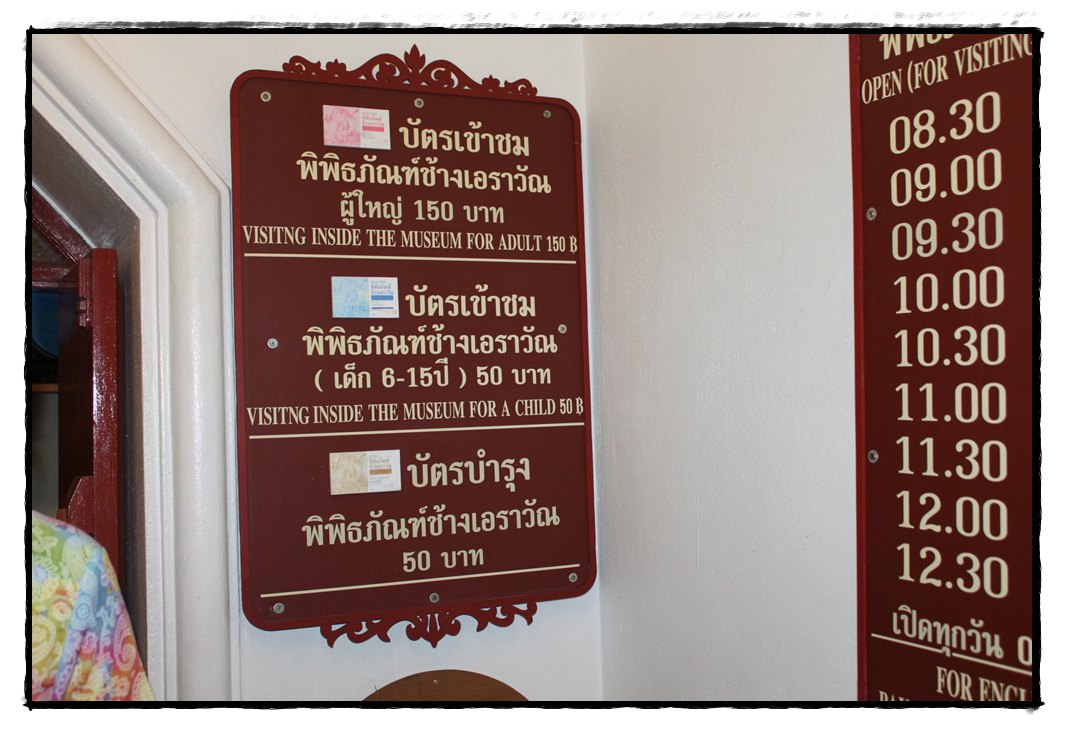 บัตรเข้าชม
พิพิธภัณฑ์ช้างเอราวัณ
ผู้ใหญ่ 150 บาท
VISITNG INSIDE THE MUSEUM FOR ADULT 150 ฿
บัตรเข้าชม
พิพิธภัณฑ์ช้างเอราวัณ
( เด็ก 6-15ปี ) 50 บาท
VISITNG INSIDE THE MUSEUM FOR A CHILD 50 ฿
บัตรบำรุง
พิพิธภัณฑ์ช้างเอราวัณ
50 บาท
OPEN (FOR VISITING
08.30
09.00
09.30
10.00
10.30
11.00
11.30
12.00
12.30
เปิดทุกวัน 0
FOR ENGL